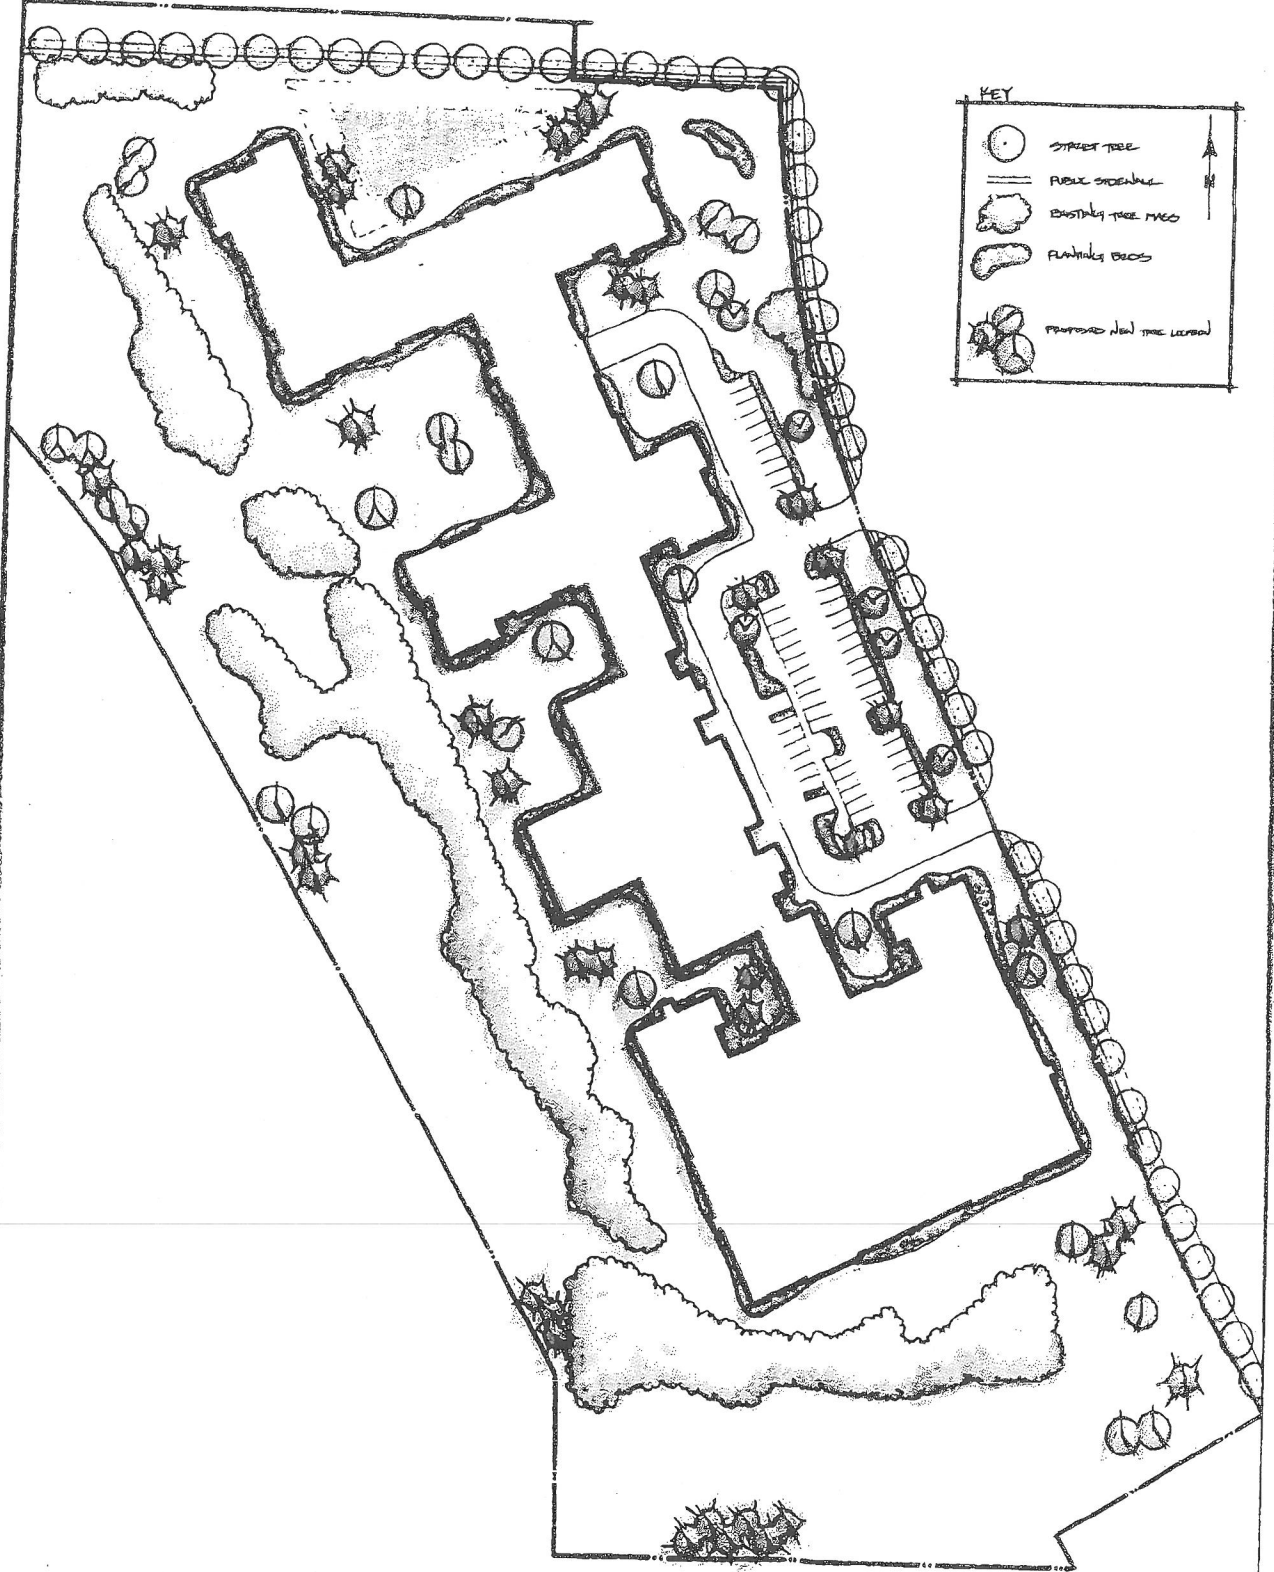 KEY
STREET TREE
PUBLIC SIDEWALK
EXISTING TREE MASS
PLANTING BEDS
PROPOSED NEW TREE LOCATION
N